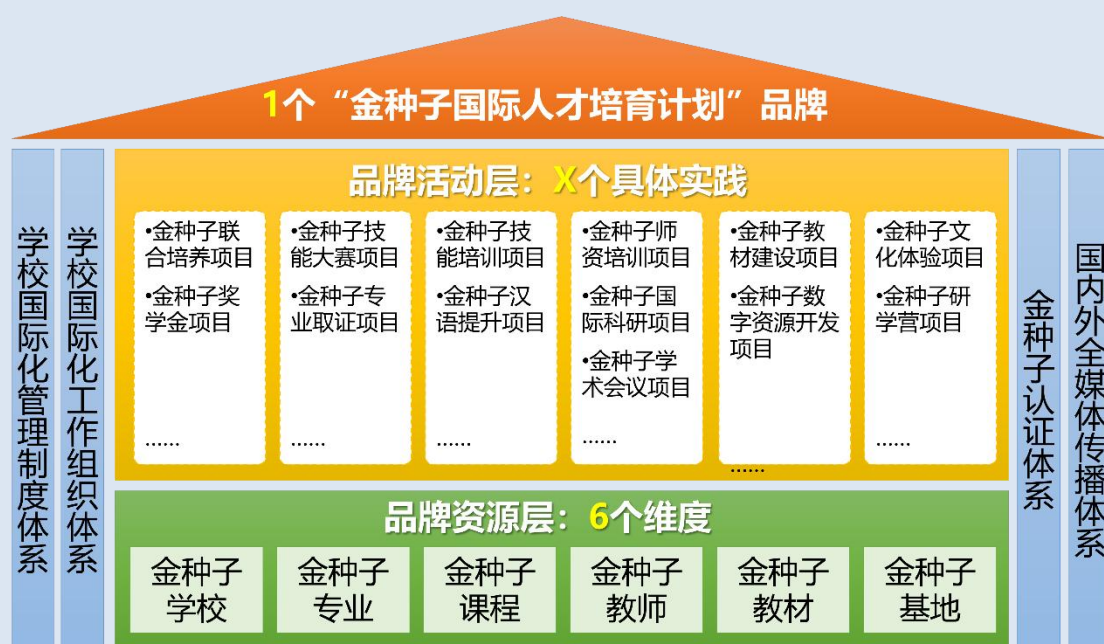 1个“金种子国际人才培育计划”品牌
学校国际化管理制度体系
学校国际化工作组织体系
品牌活动层：X个具体实践
•金种子联
合培养项目
•金种子奖
学金项目
......
•金种子技
能大赛项目
•金种子专
业取证项目
......
•金种子技
能培训项目
•金种子汉
语提升项目
......
•金种子师
资培训项目
•金种子国
际科研项目
•金种子学
术会议项目
......
•金种子教
材建设项目
•金种子数
字资源开发
项目
......
•金种子文
化体验项目
•金种子研
学营项目
......
品牌资源层：6个维度
金种子
学校
金种子
专业
金种子
课程
金种子
教师
金种子
教材
金种子
基地
金种子认证体系
国内外全媒体传播体系